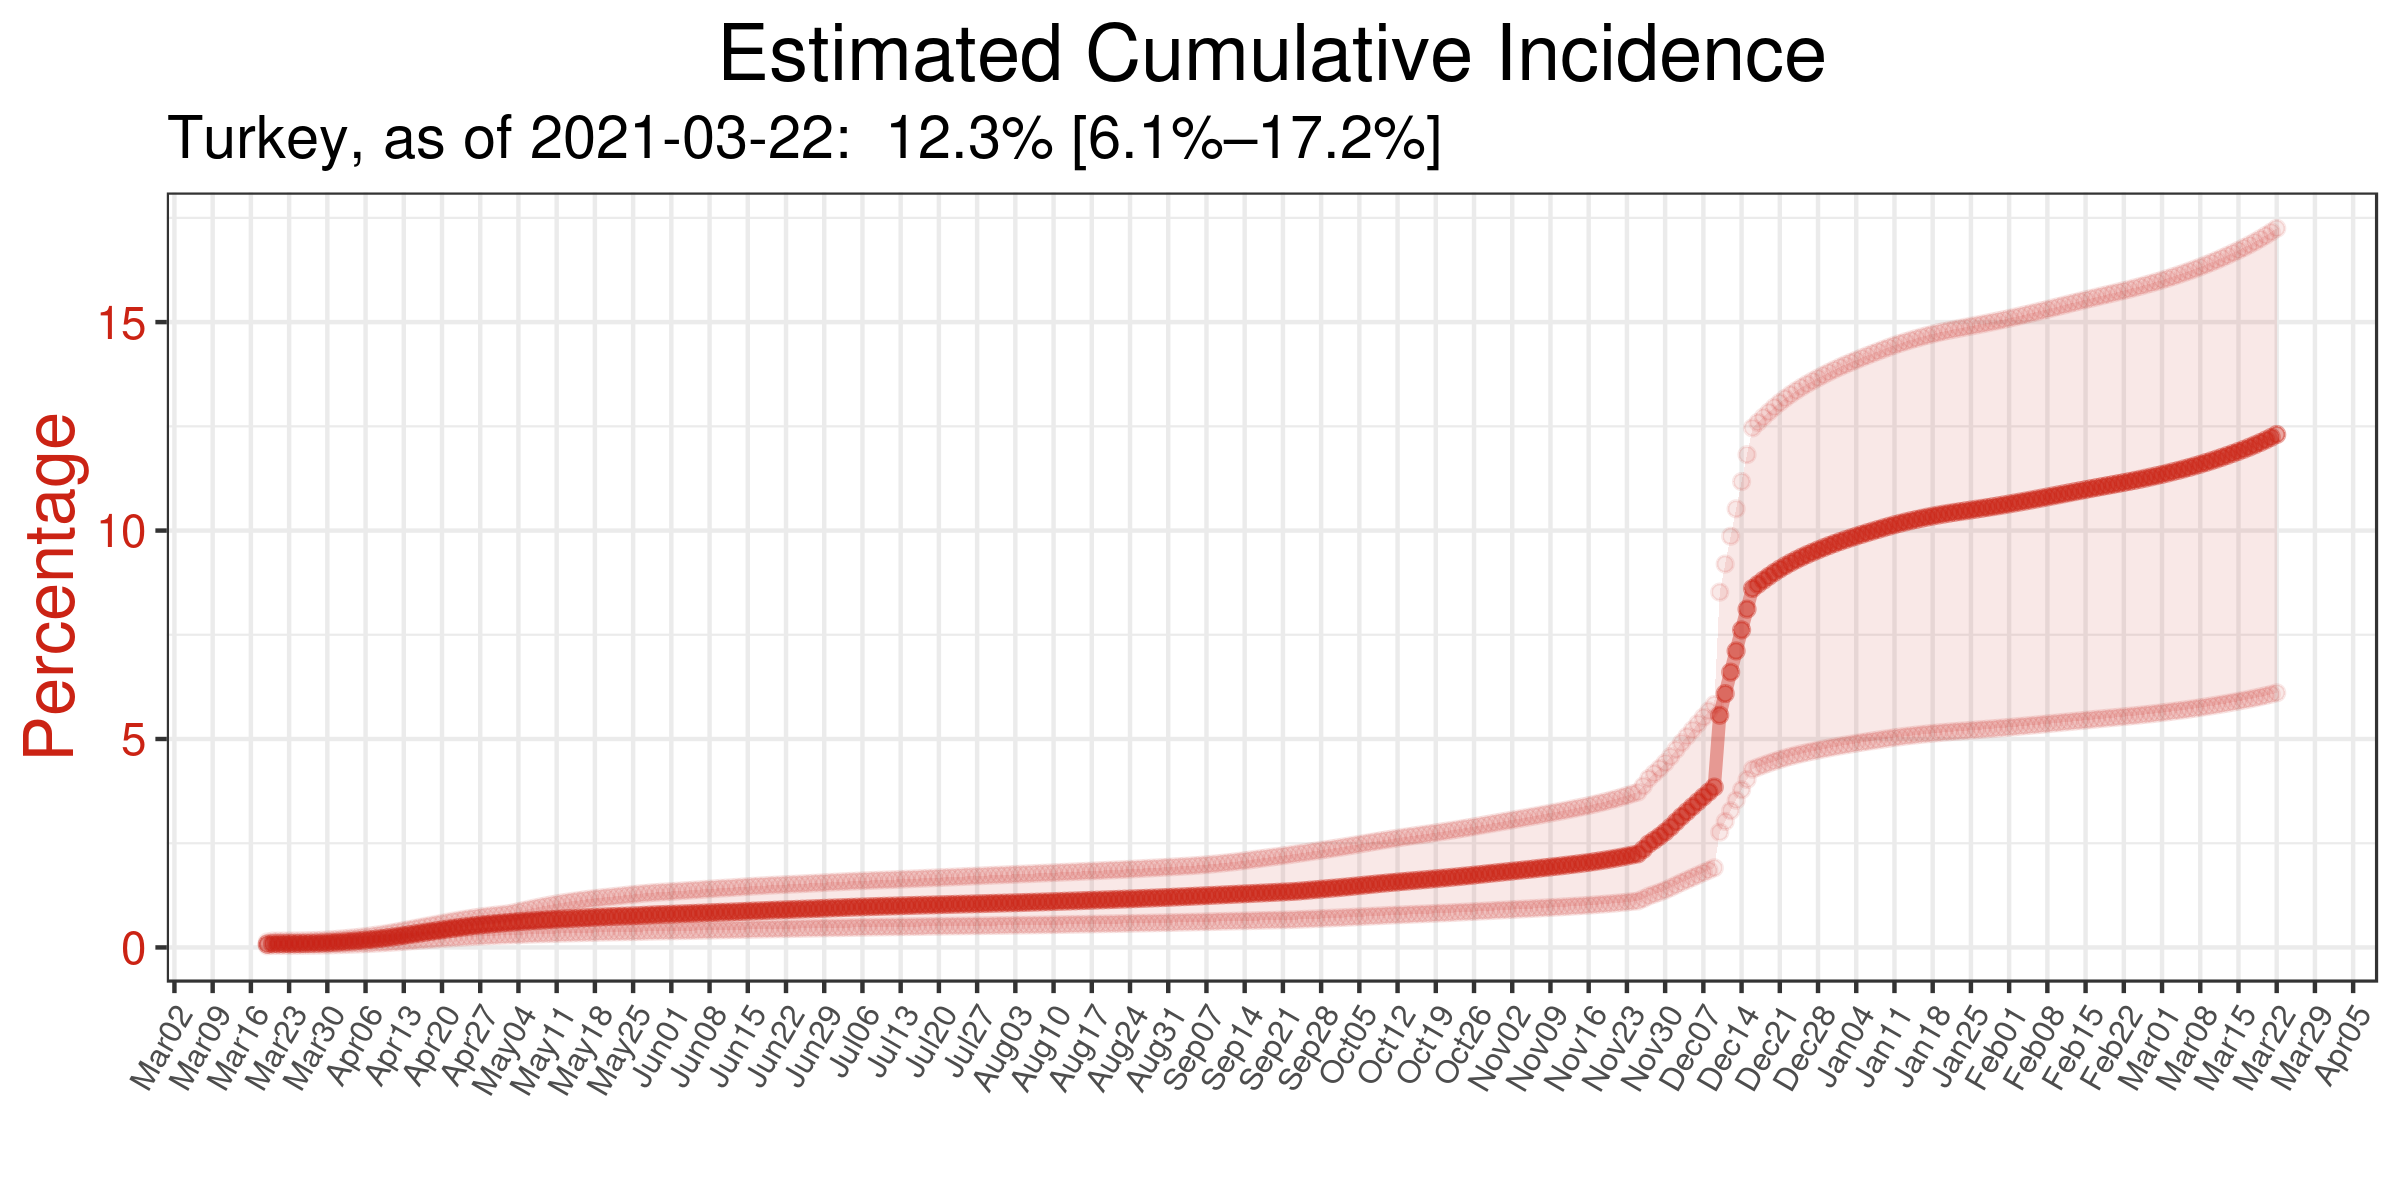 Estimated Cumulative Incidence
Turkey, as of 2021-03-22:  12.3% [6.1%–17.2%]
Percentage
15
10
5
0
Mar02
Mar09
Mar16
Mar23
Mar30
Apr06
Apr13
Apr20
Apr27
May04
May11
May18
May25
Jun01
Jun08
Jun15
Jun22
Jun29
Jul06
Jul13
Jul20
Jul27
Aug03
Aug10
Aug17
Aug24
Aug31
Sep07
Sep14
Sep21
Sep28
Oct05
Oct12
Oct19
Oct26
Nov02
Nov09
Nov16
Nov23
Nov30
Dec07
Dec14
Dec21
Dec28
Jan04
Jan11
Jan18
Jan25
Feb01
Feb08
Feb15
Feb22
Mar01
Mar08
Mar15
Mar22
Mar29
Apr05